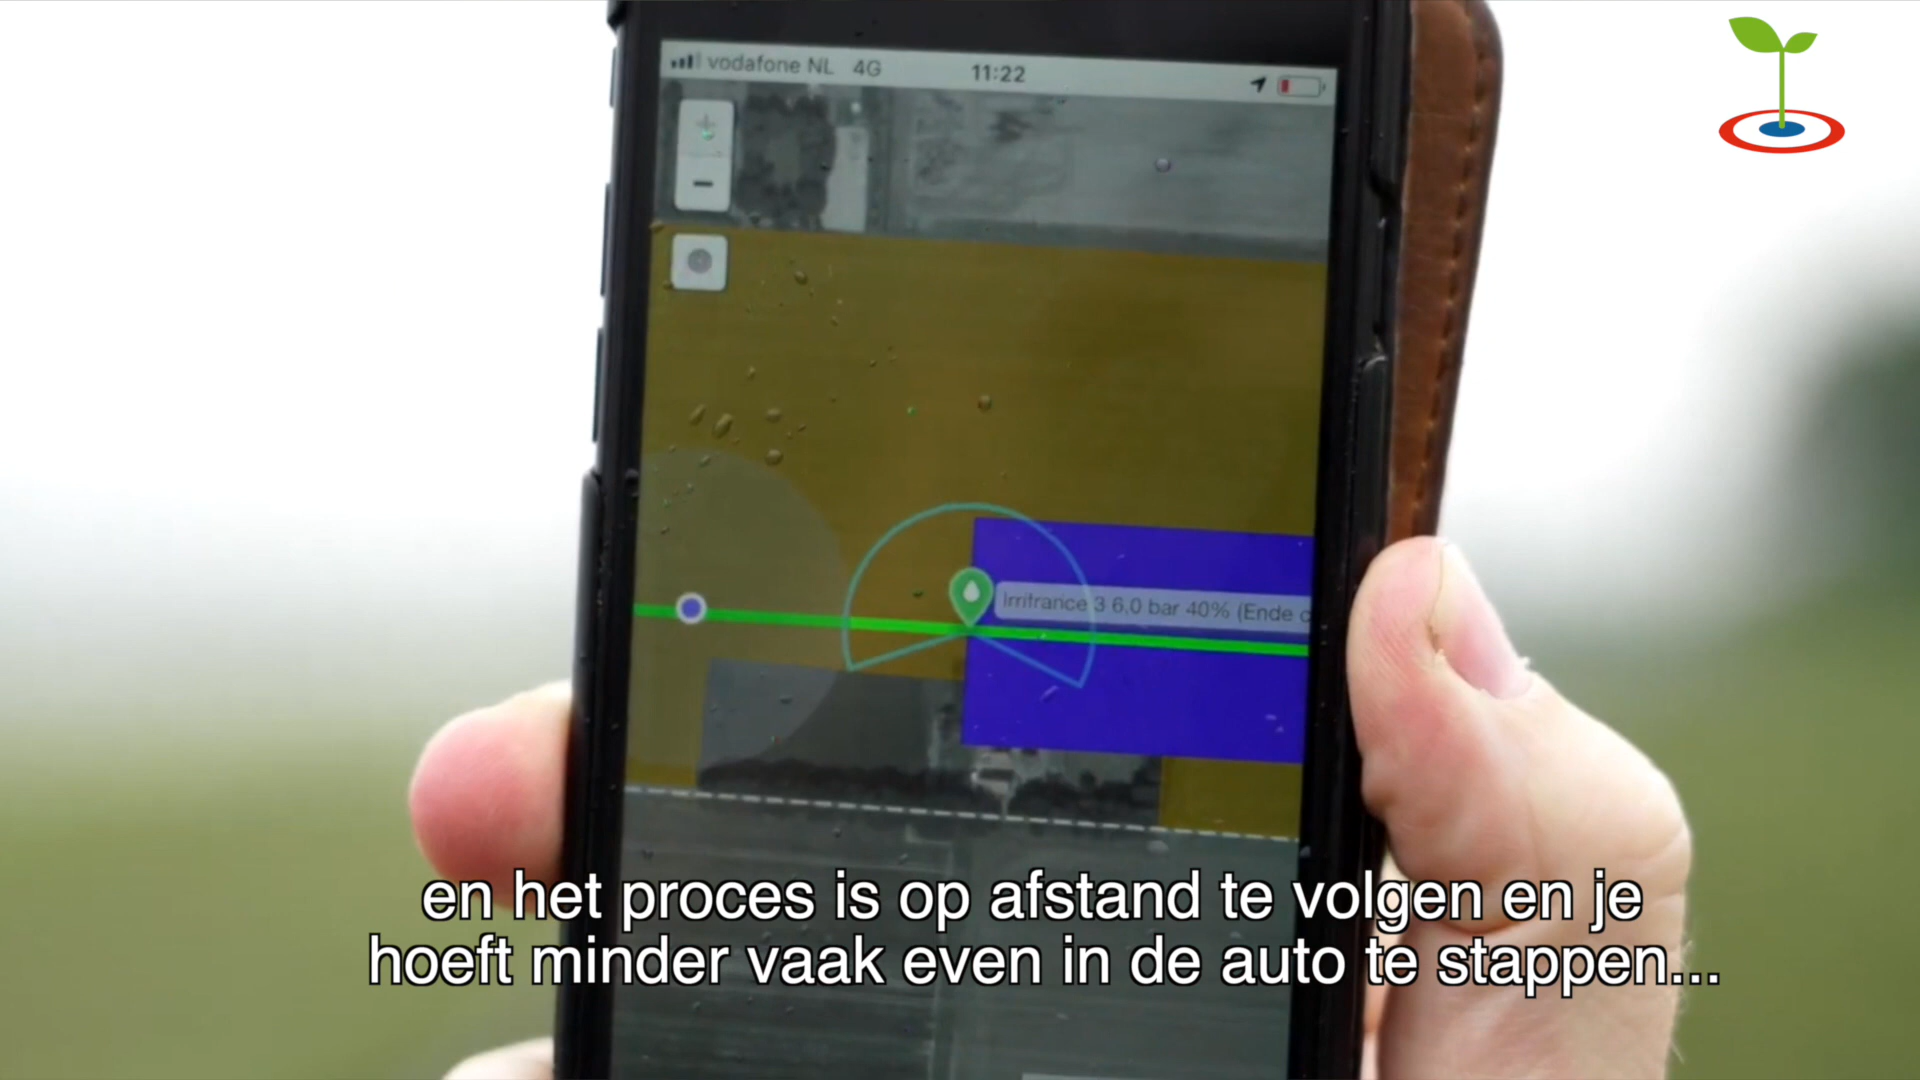 vodafone NL 4G 11:22
+
-
Irrifrance 3 6,0 bar 40% (Ende
en het proces is op afstand te volgen en je
hoeft minder vaak even in de auto te stappen...